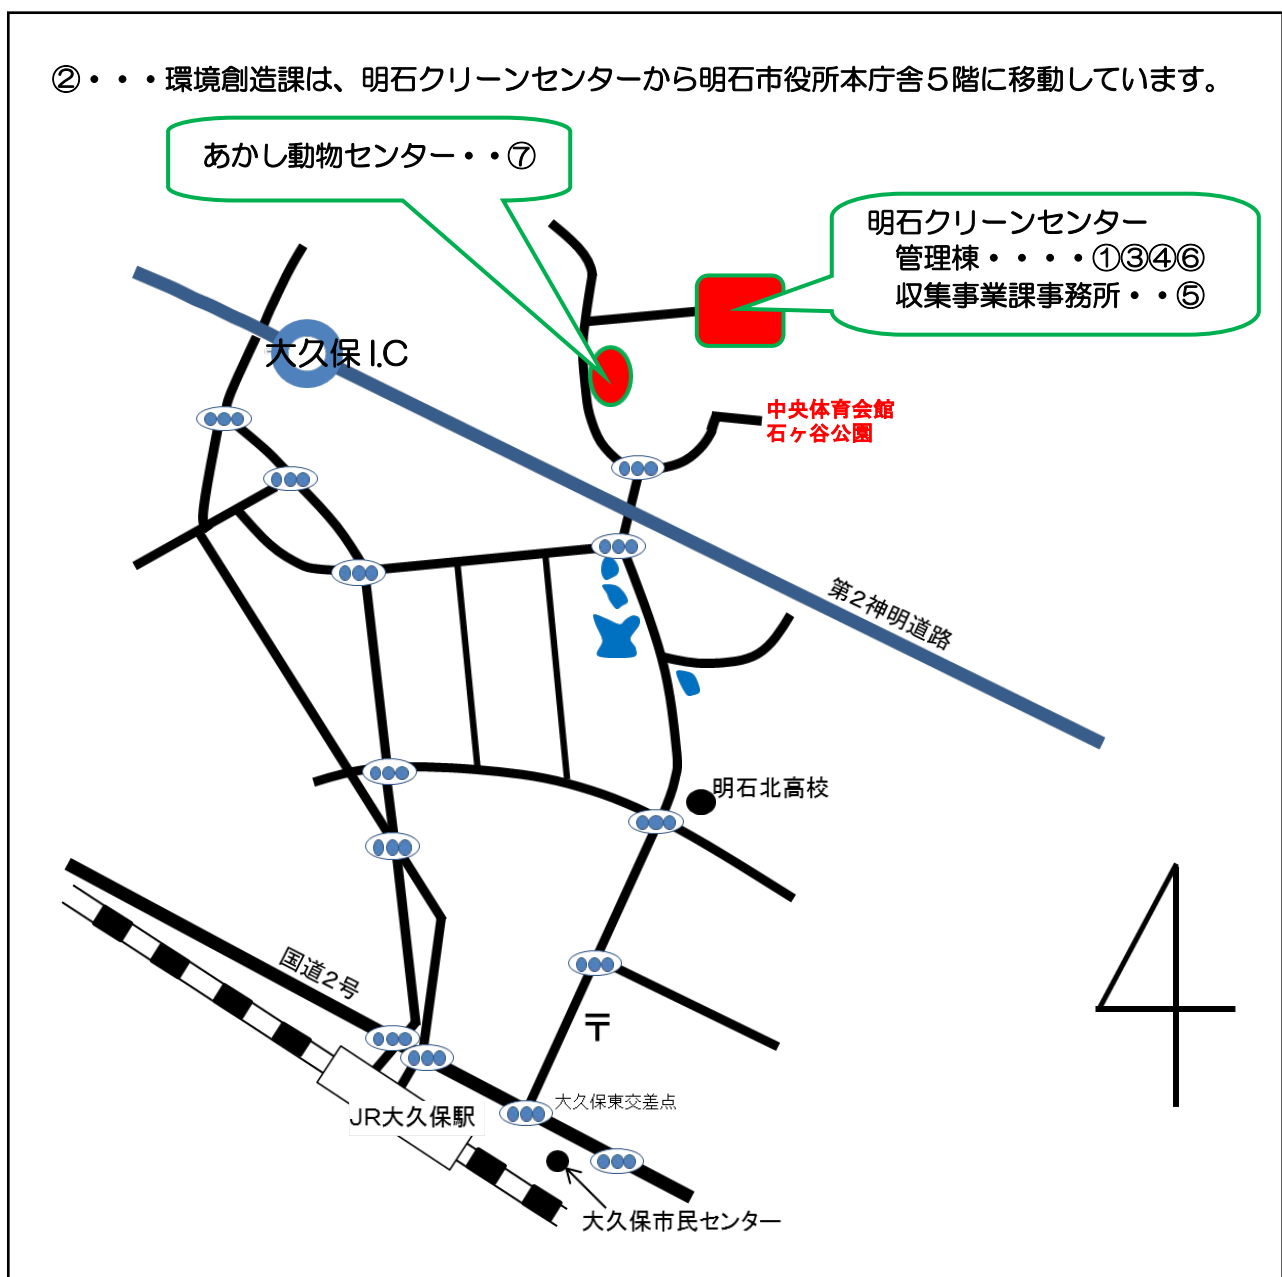 ②・・・環境創造課は、明石クリーンセンターから明石市役所本庁舎５階に移動しています。
あかし動物センター・・⑦
明石クリーンセンター
管理棟・・・・①③④⑥
収集事業課事務所・・⑤
大久保I.C
中央体育会館
石ヶ谷公園
第2神明道路
明石北高校
国道2号
〒
大久保東交差点
JR大久保駅
大久保市民センター